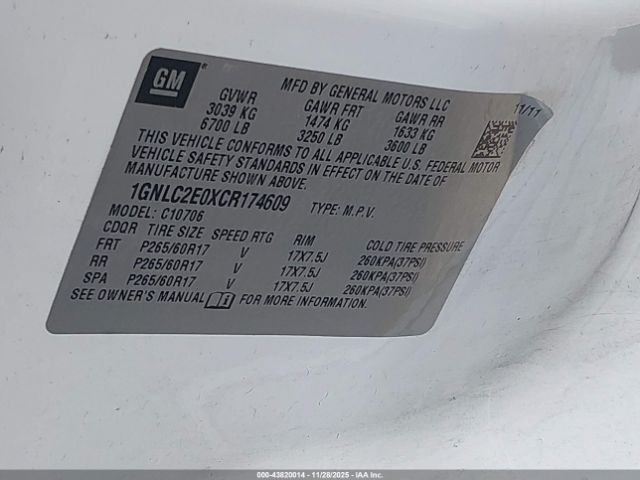 GM
MFD BY GENERAL MOTORS LLC
11/11
GVWR GAWR FRT GAWR RR
3039 KG 1474 KG 1633 KG
6700 LB 3250 LB 3600 LB
THIS VEHICLE CONFORMS TO ALL APPLICABLE U.S. FEDERAL MOTOR
VEHICLE SAFETY STANDARDS IN EFFECT ON THE DATE OF
MANUFACTURE SHOWN ABOVE.
1GNLC2E0XCR174609 TYPE: M.P.V.
MODEL: C10706
CDQR TIRE SIZE SPEED RTG RIM COLD TIRE PRESSURE
FRT P265/60R17 V 17X7.5J 260KPA(37PSI)
RR P265/60R17 V 17X7.5J 260KPA(37PSI)
SPA P265/60R17 V 17X7.5J 260KPA(37PSI)
SEE OWNER'S MANUAL FOR MORE INFORMATION.
000-43820014 - 11/28/2025 - IAA Inc.